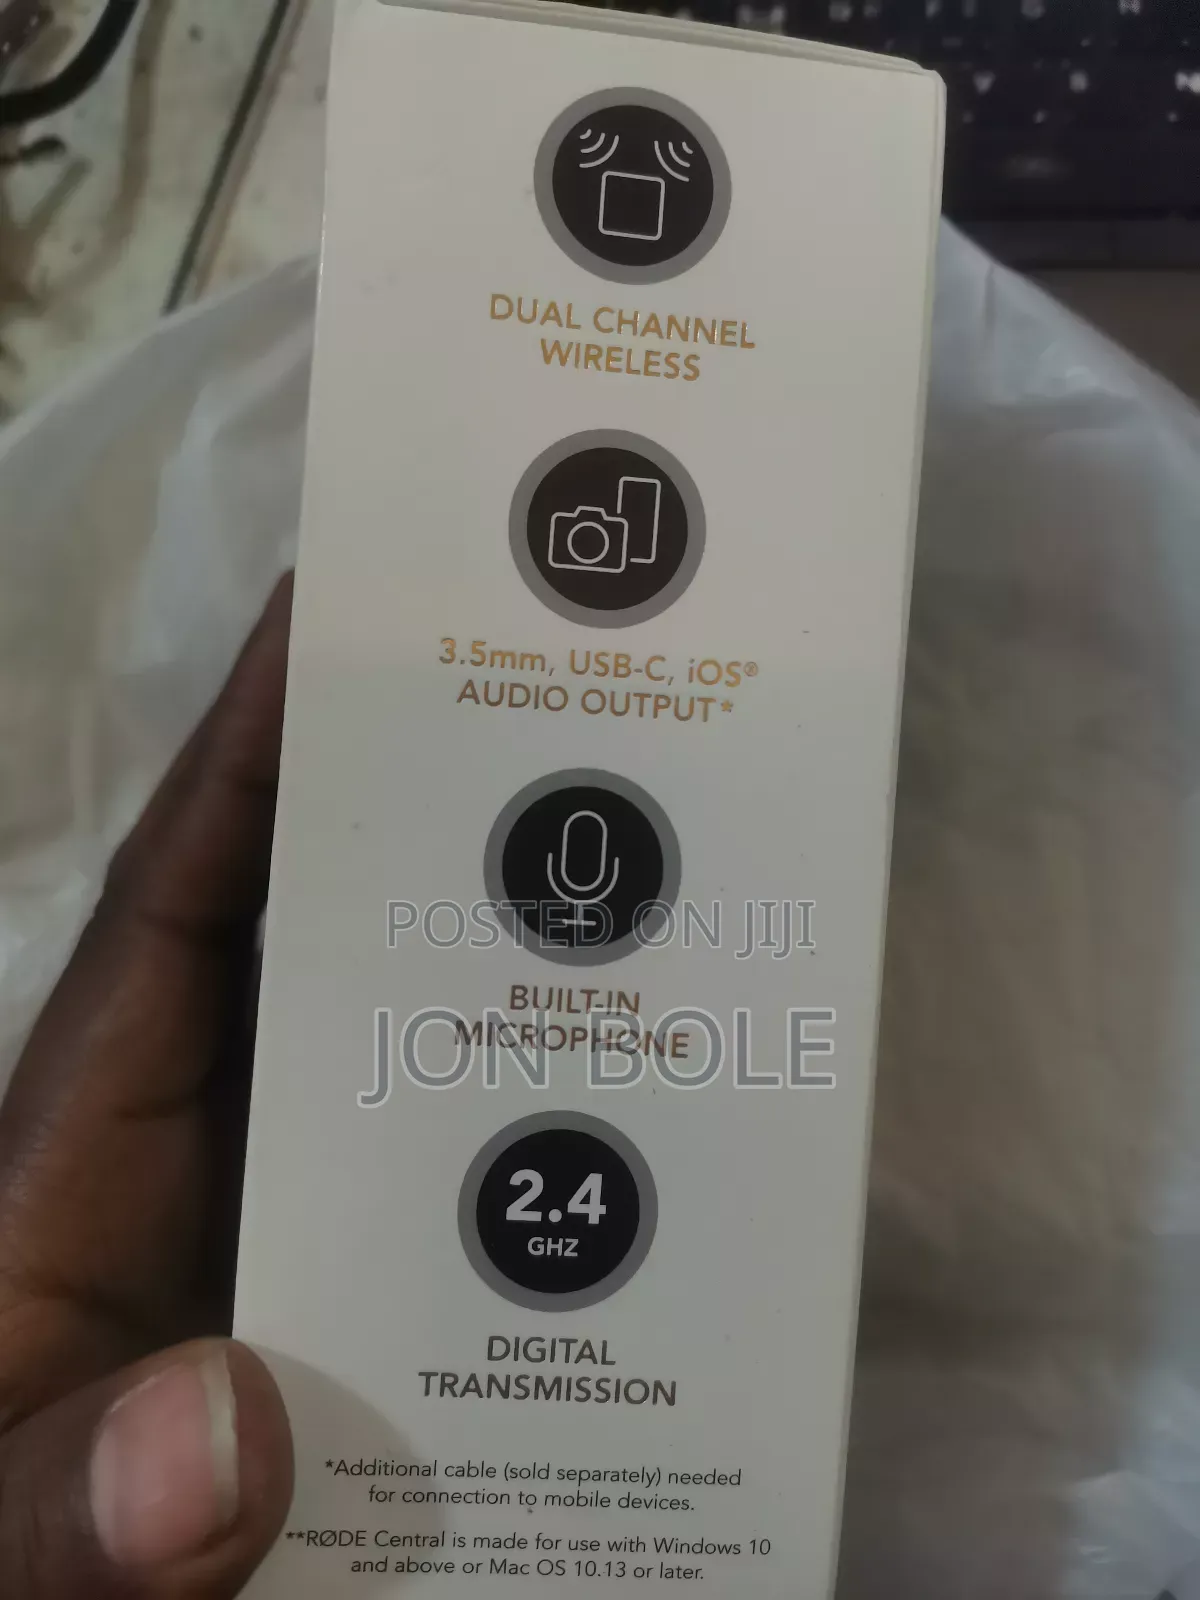 DUAL CHANNEL
WIRELESS
3.5mm, USB-C, iOS®
AUDIO OUTPUT*
POSTED ON JIJI
BUILT-IN
MICROPHONE
JON BOLE
2.4
GHZ
DIGITAL
TRANSMISSION
*Additional cable (sold separately) needed
for connection to mobile devices.
**RØDE Central is made for use with Windows 10
and above or Mac OS 10.13 or later.